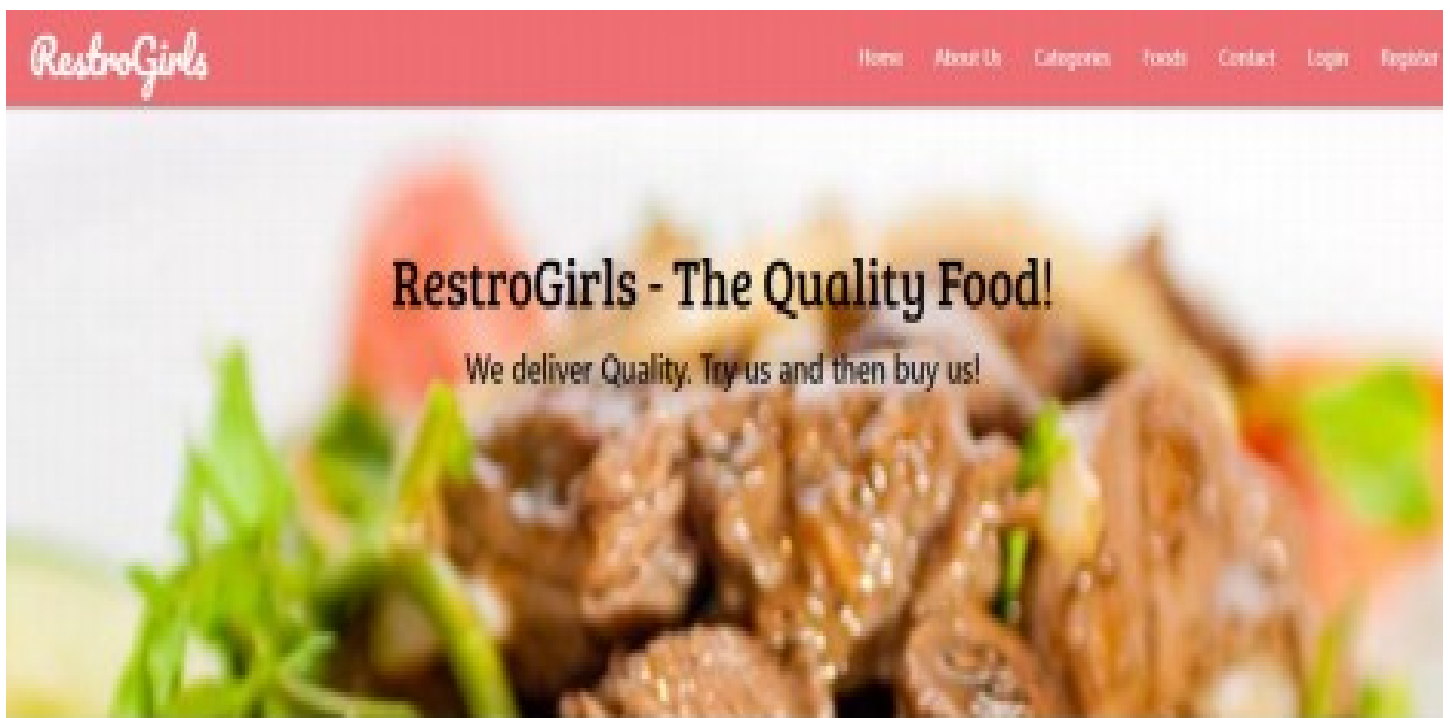 RestroGirls
Home About Us Categories Foods Contact Login Register
RestroGirls - The Quality Food!
We deliver Quality. Try us and then buy us!